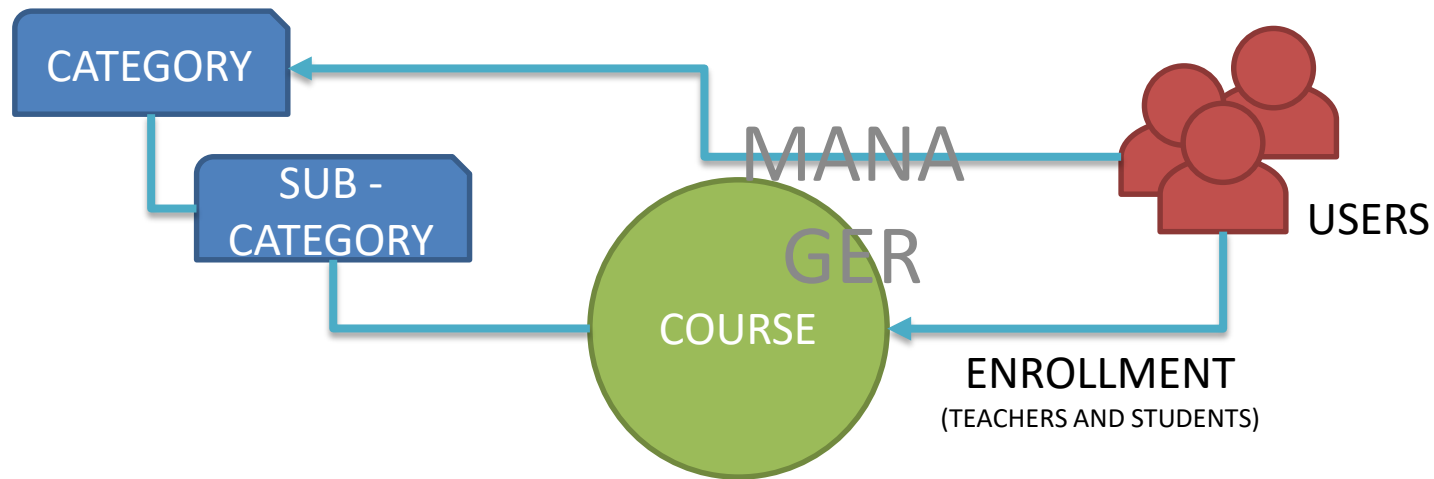 CATEGORY
SUB -
CATEGORY
MANA
GER
USERS
COURSE
ENROLLMENT
(TEACHERS AND STUDENTS)